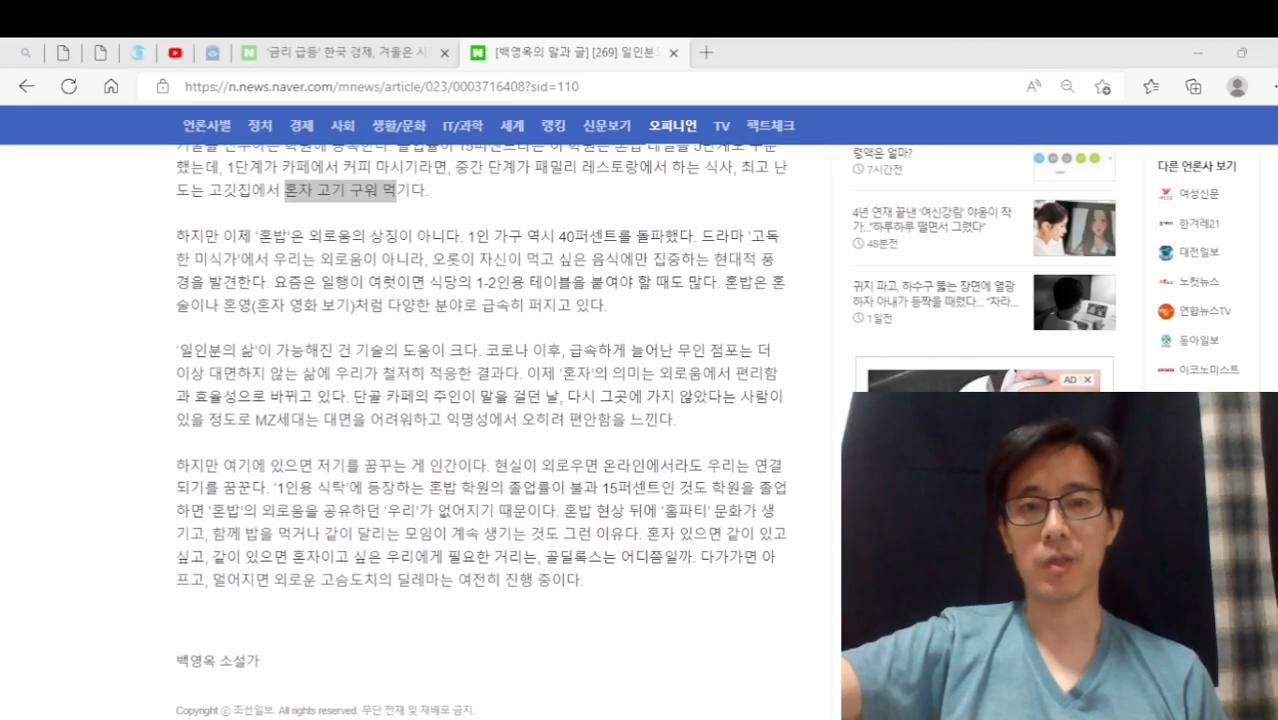 '금리 급등' 한국 경제, 겨울은 시
[백영옥의 말과 글] [269] 일인분의
https://n.news.naver.com/mnews/article/023/0003716408?sid=110
언론사별 정치 경제 사회 생활/문화 IT/과학 세계 랭킹 신문보기 오피니언 TV 팩트체크
했는데, 1단계가 카페에서 커피 마시기라면, 중간 단계가 패밀리 레스토랑에서 하는 식사, 최고 난
도는 고깃집에서 혼자 고기 구워 먹기다.
하지만 이제 '혼밥'은 외로움의 상징이 아니다. 1인 가구 역시 40퍼센트를 돌파했다. 드라마 '고독
한 미식가'에서 우리는 외로움이 아니라, 오롯이 자신이 먹고 싶은 음식에만 집중하는 현대적 풍
경을 발견한다. 요즘은 일행이 여럿이면 식당의 1-2인용 테이블을 붙여야 할 때도 많다. 혼밥은 혼
술이나 혼영(혼자 영화 보기)처럼 다양한 분야로 급속히 퍼지고 있다.
'일인분의 삶'이 가능해진 건 기술의 도움이 크다. 코로나 이후, 급속하게 늘어난 무인 점포는 더
이상 대면하지 않는 삶에 우리가 철저히 적응한 결과다. 이제 '혼자'의 의미는 외로움에서 편리함
과 효율성으로 바뀌고 있다. 단골 카페의 주인이 말을 걸던 날, 다시 그곳에 가지 않았다는 사람이
있을 정도로 MZ세대는 대면을 어려워하고 익명성에서 오히려 편안함을 느낀다.
하지만 여기에 있으면 저기를 꿈꾸는 게 인간이다. 현실이 외로우면 온라인에서라도 우리는 연결
되기를 꿈꾼다. '1인용 식탁'에 등장하는 혼밥 학원의 졸업률이 불과 15퍼센트인 것도 학원을 졸업
하면 '혼밥'의 외로움을 공유하던 '우리'가 없어지기 때문이다. 혼밥 현상 뒤에 '홈파티' 문화가 생
기고, 함께 밥을 먹거나 같이 달리는 모임이 계속 생기는 것도 그런 이유다. 혼자 있으면 같이 있고
싶고, 같이 있으면 혼자이고 싶은 우리에게 필요한 거리는, 골딜록스는 어디쯤일까. 다가가면 아
프고, 멀어지면 외로운 고슴도치의 딜레마는 여전히 진행 중이다.
백영옥 소설가
Copyright ⓒ 조선일보. All rights reserved. 무단 전재 및 재배포 금지.
령액은 얼마?
7시간전
4년 연재 끝낸 '여신강림' 야옹이 작
가…"하루하루 떨면서 그렸다"
48분전
귀지 파고, 하수구 뚫는 장면에 열광
하자 아내가 등짝을 때렸다… "차라…
1일전
AD
다른 언론사 보기
여성신문
한겨레21
대전일보
노컷뉴스
연합뉴스TV
동아일보
이코노미스트